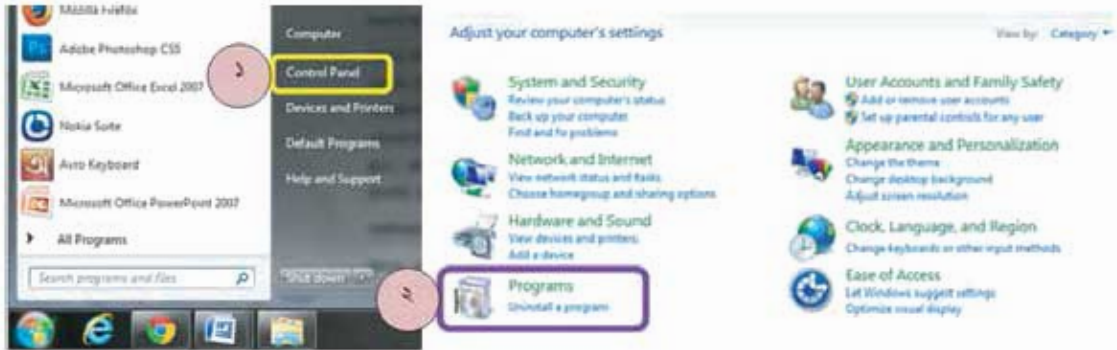 Mozilla Firefox
Adobe Photoshop CS5
Microsoft Office Excel 2007
Nokia Suite
Avro Keyboard
Microsoft Office PowerPoint 2007
All Programs
Search programs and files
Computer
১
Control Panel
Devices and Printers
Default Programs
Help and Support
Shut down
Adjust your computer's settings
View by: Category
System and Security
Review your computer's status
Back up your computer
Find and fix problems
Network and Internet
View network status and tasks
Choose homegroup and sharing options
Hardware and Sound
View devices and printers
Add a device
২
Programs
Uninstall a program
User Accounts and Family Safety
Add or remove user accounts
Set up parental controls for any user
Appearance and Personalization
Change the theme
Change desktop background
Adjust screen resolution
Clock, Language, and Region
Change keyboards or other input methods
Ease of Access
Let Windows suggest settings
Optimize visual display